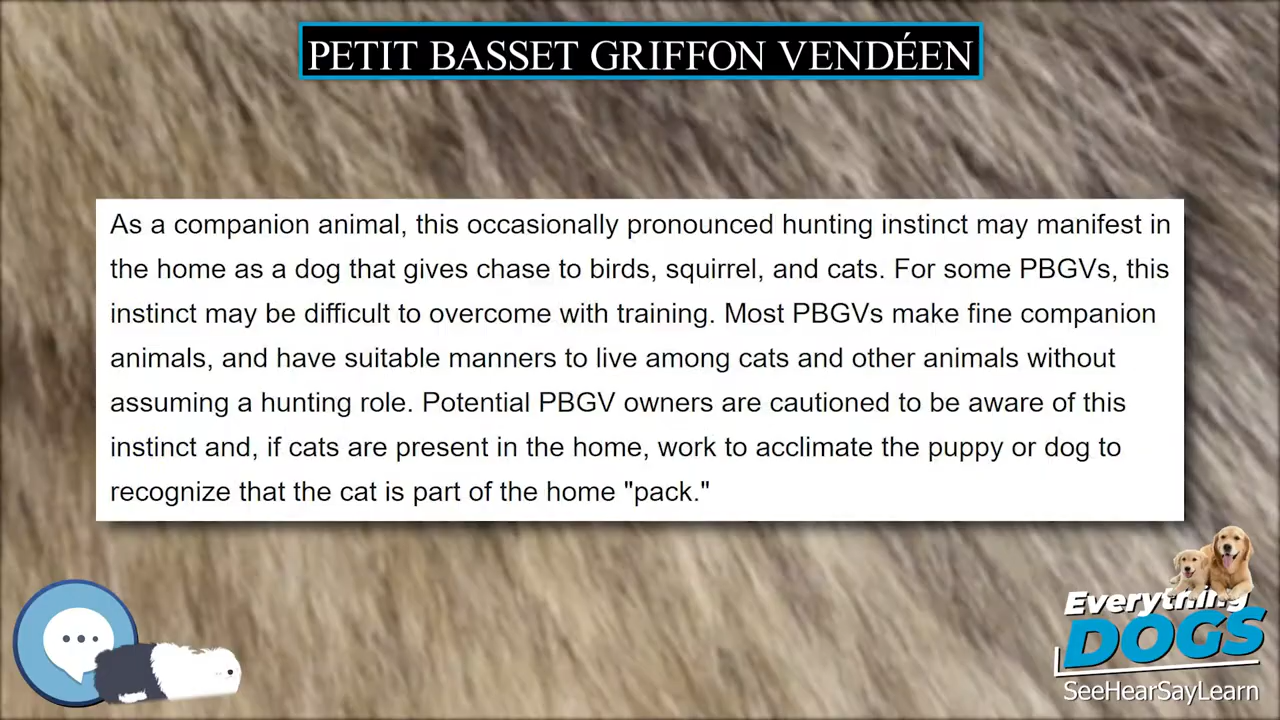 PETIT BASSET GRIFFON VENDÉEN
As a companion animal, this occasionally pronounced hunting instinct may manifest in
the home as a dog that gives chase to birds, squirrel, and cats. For some PBGVs, this
instinct may be difficult to overcome with training. Most PBGVs make fine companion
animals, and have suitable manners to live among cats and other animals without
assuming a hunting role. Potential PBGV owners are cautioned to be aware of this
instinct and, if cats are present in the home, work to acclimate the puppy or dog to
recognize that the cat is part of the home "pack."
Everything
DOGS
SeeHearSayLearn